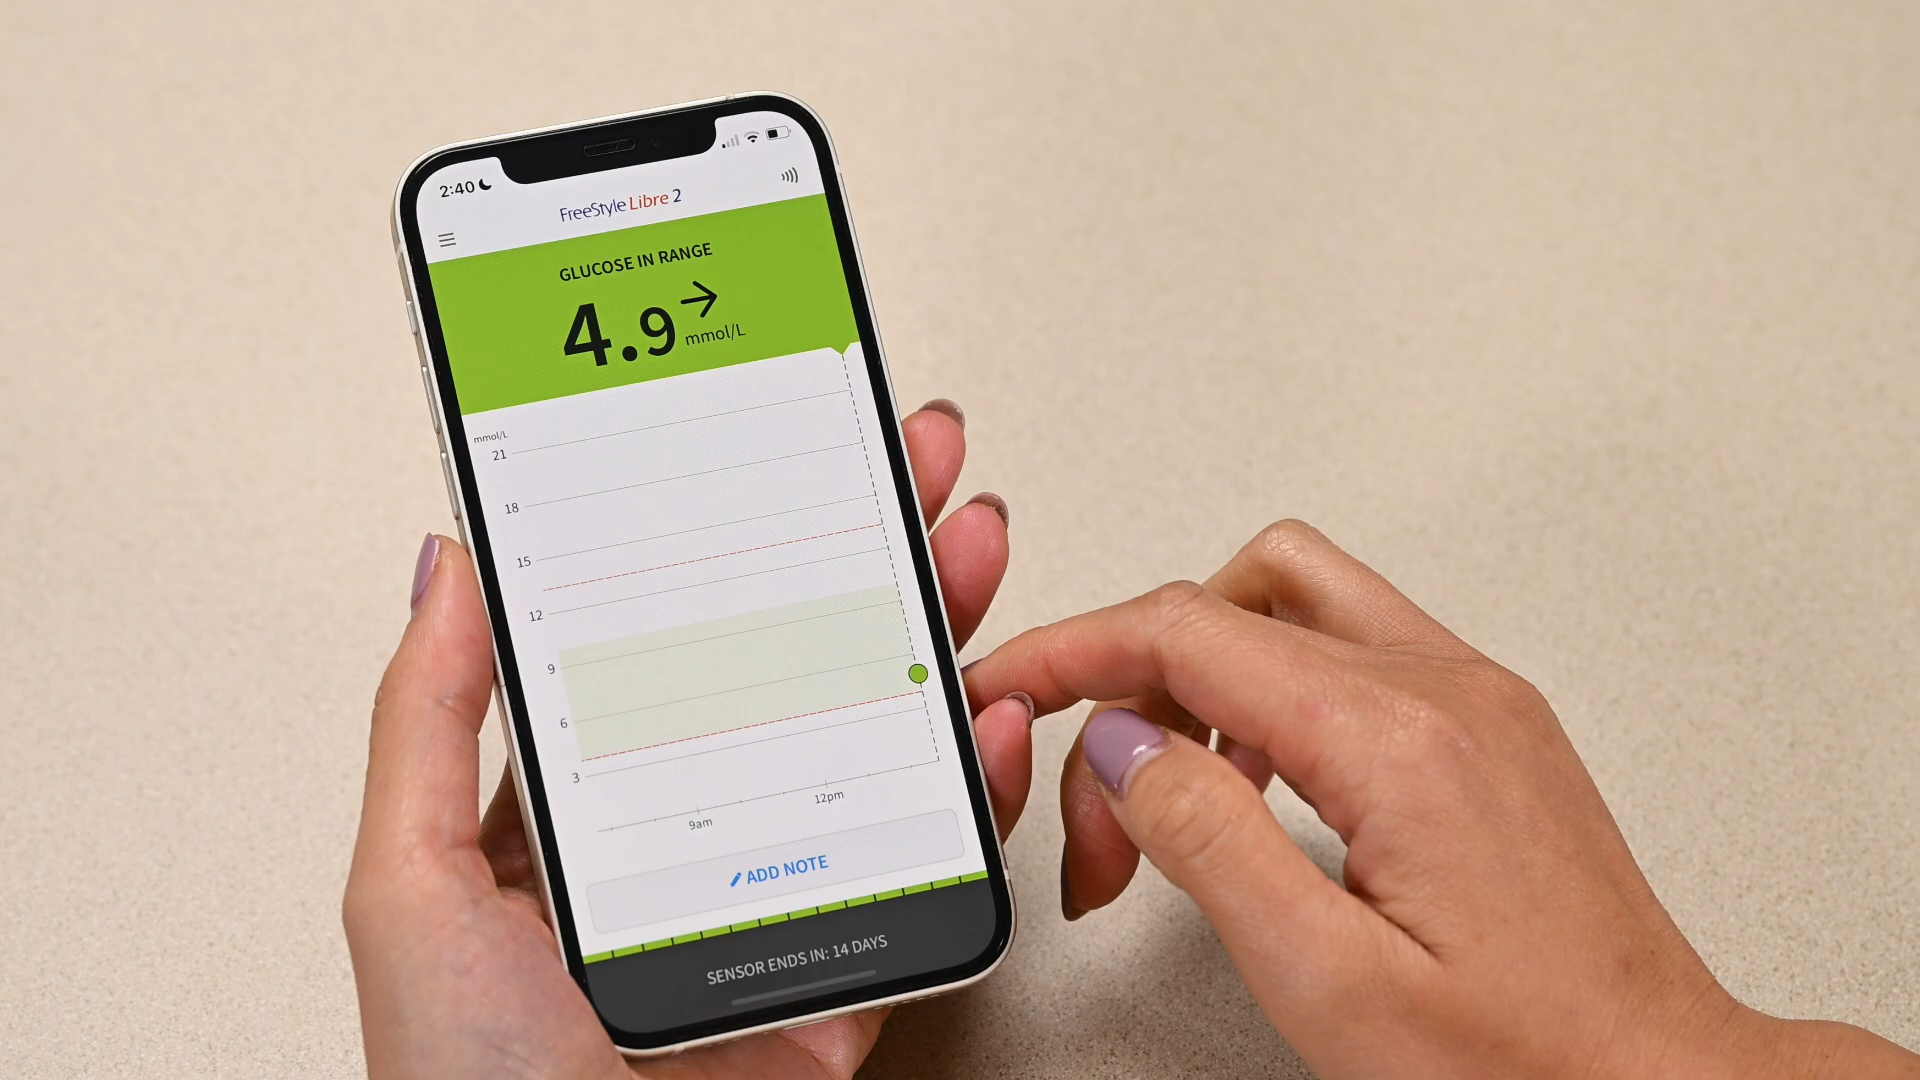 2:40
FreeStyle Libre 2
GLUCOSE IN RANGE
4.9 →
mmol/L
mmol/L
21
18
15
12
9
6
3
9am
12pm
ADD NOTE
SENSOR ENDS IN: 14 DAYS